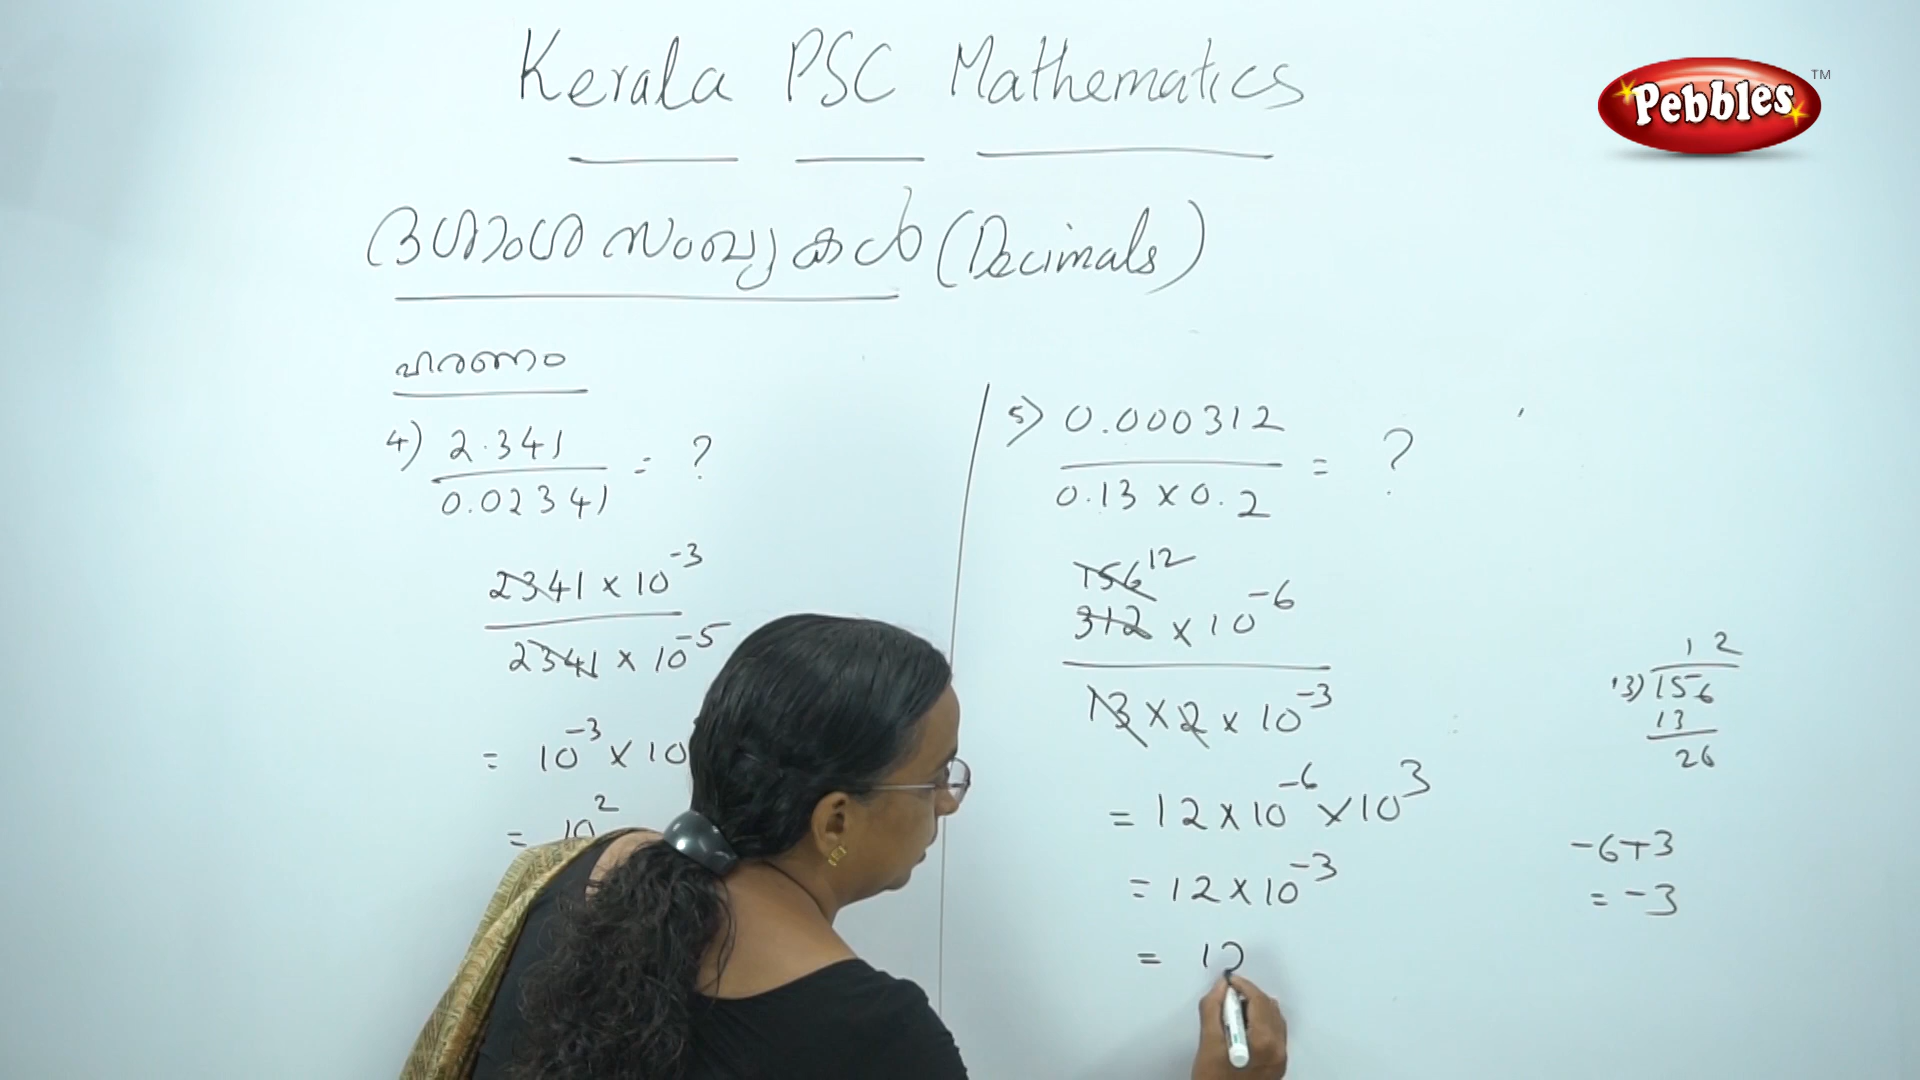 Kerala PSC Mathematics
Pebbles™
ദശാംശ സംഖ്യകൾ (Decimals)
ഹരണം
4) 2.341
0.02341
= ?
2341 x 10⁻³
2341 x 10⁻⁵
= 10⁻³ x 10
= 10²
5) 0.000312
0.13 x 0.2
= ?
156 12
312 x 10⁻⁶
13 x 2 x 10⁻³
= 12 x 10⁻⁶ x 10³
= 12 x 10⁻³
= 12
12
13) 156
13
26
-6+3
= -3